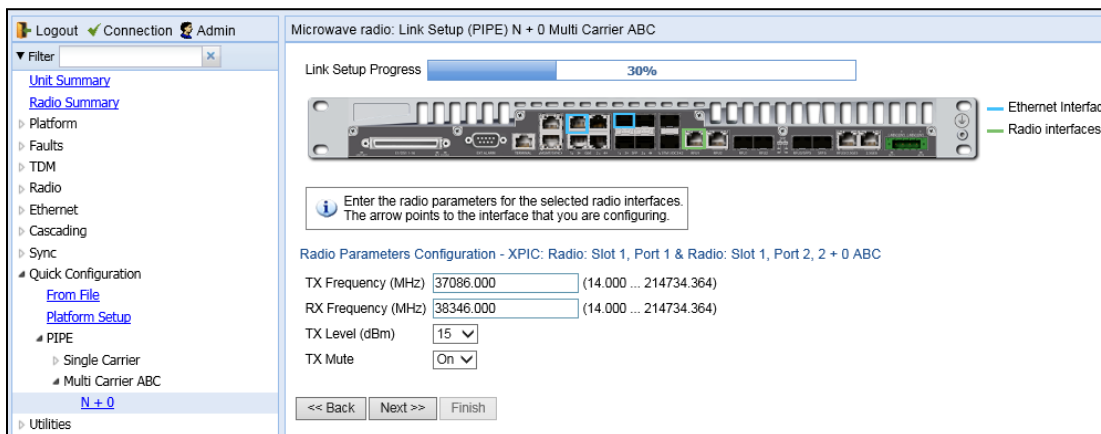 Logout Connection Admin
Filter
Unit Summary
Radio Summary
Platform
Faults
TDM
Radio
Ethernet
Cascading
Sync
Quick Configuration
From File
Platform Setup
PIPE
Single Carrier
Multi Carrier ABC
N + 0
Utilities
Microwave radio: Link Setup (PIPE) N + 0 Multi Carrier ABC
Link Setup Progress 30%
Ethernet Interfac
Radio interfaces
Enter the radio parameters for the selected radio interfaces.
The arrow points to the interface that you are configuring.
Radio Parameters Configuration - XPIC: Radio: Slot 1, Port 1 & Radio: Slot 1, Port 2, 2 + 0 ABC
TX Frequency (MHz) 37086.000 (14.000 ... 214734.364)
RX Frequency (MHz) 38346.000 (14.000 ... 214734.364)
TX Level (dBm) 15
TX Mute On
<< Back Next >> Finish